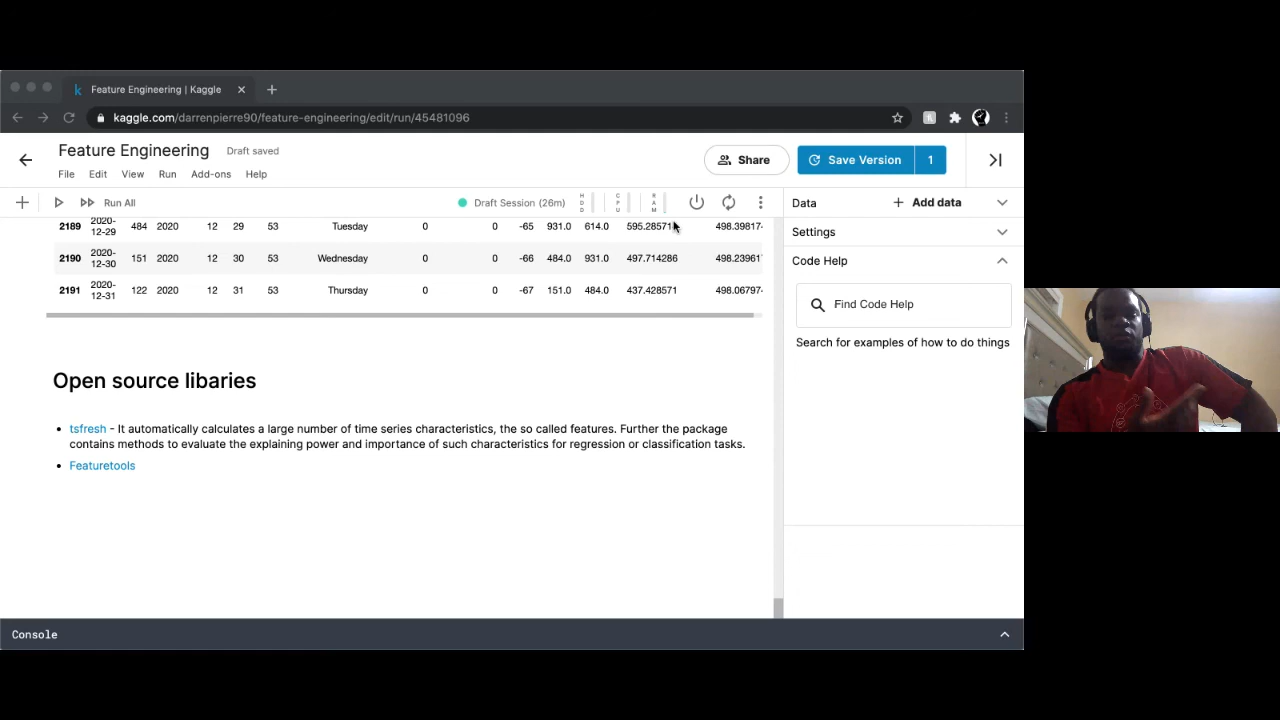 Feature Engineering | Kaggle
kaggle.com/darrenpierre90/feature-engineering/edit/run/45481096
Feature Engineering Draft saved
Share Save Version 1
File Edit View Run Add-ons Help
Run All Draft Session (26m) HDD CPU RAM
Data Add data
Settings
Code Help
Find Code Help
Search for examples of how to do things
2189 2020-12-29 484 2020 12 29 53 Tuesday 0 0 -65 931.0 614.0 595.28571 498.39817
2190 2020-12-30 151 2020 12 30 53 Wednesday 0 0 -66 484.0 931.0 497.714286 498.23961
2191 2020-12-31 122 2020 12 31 53 Thursday 0 0 -67 151.0 484.0 437.428571 498.06797
Open source libaries
• tsfresh - It automatically calculates a large number of time series characteristics, the so called features. Further the package
contains methods to evaluate the explaining power and importance of such characteristics for regression or classification tasks.
• Featuretools
Console